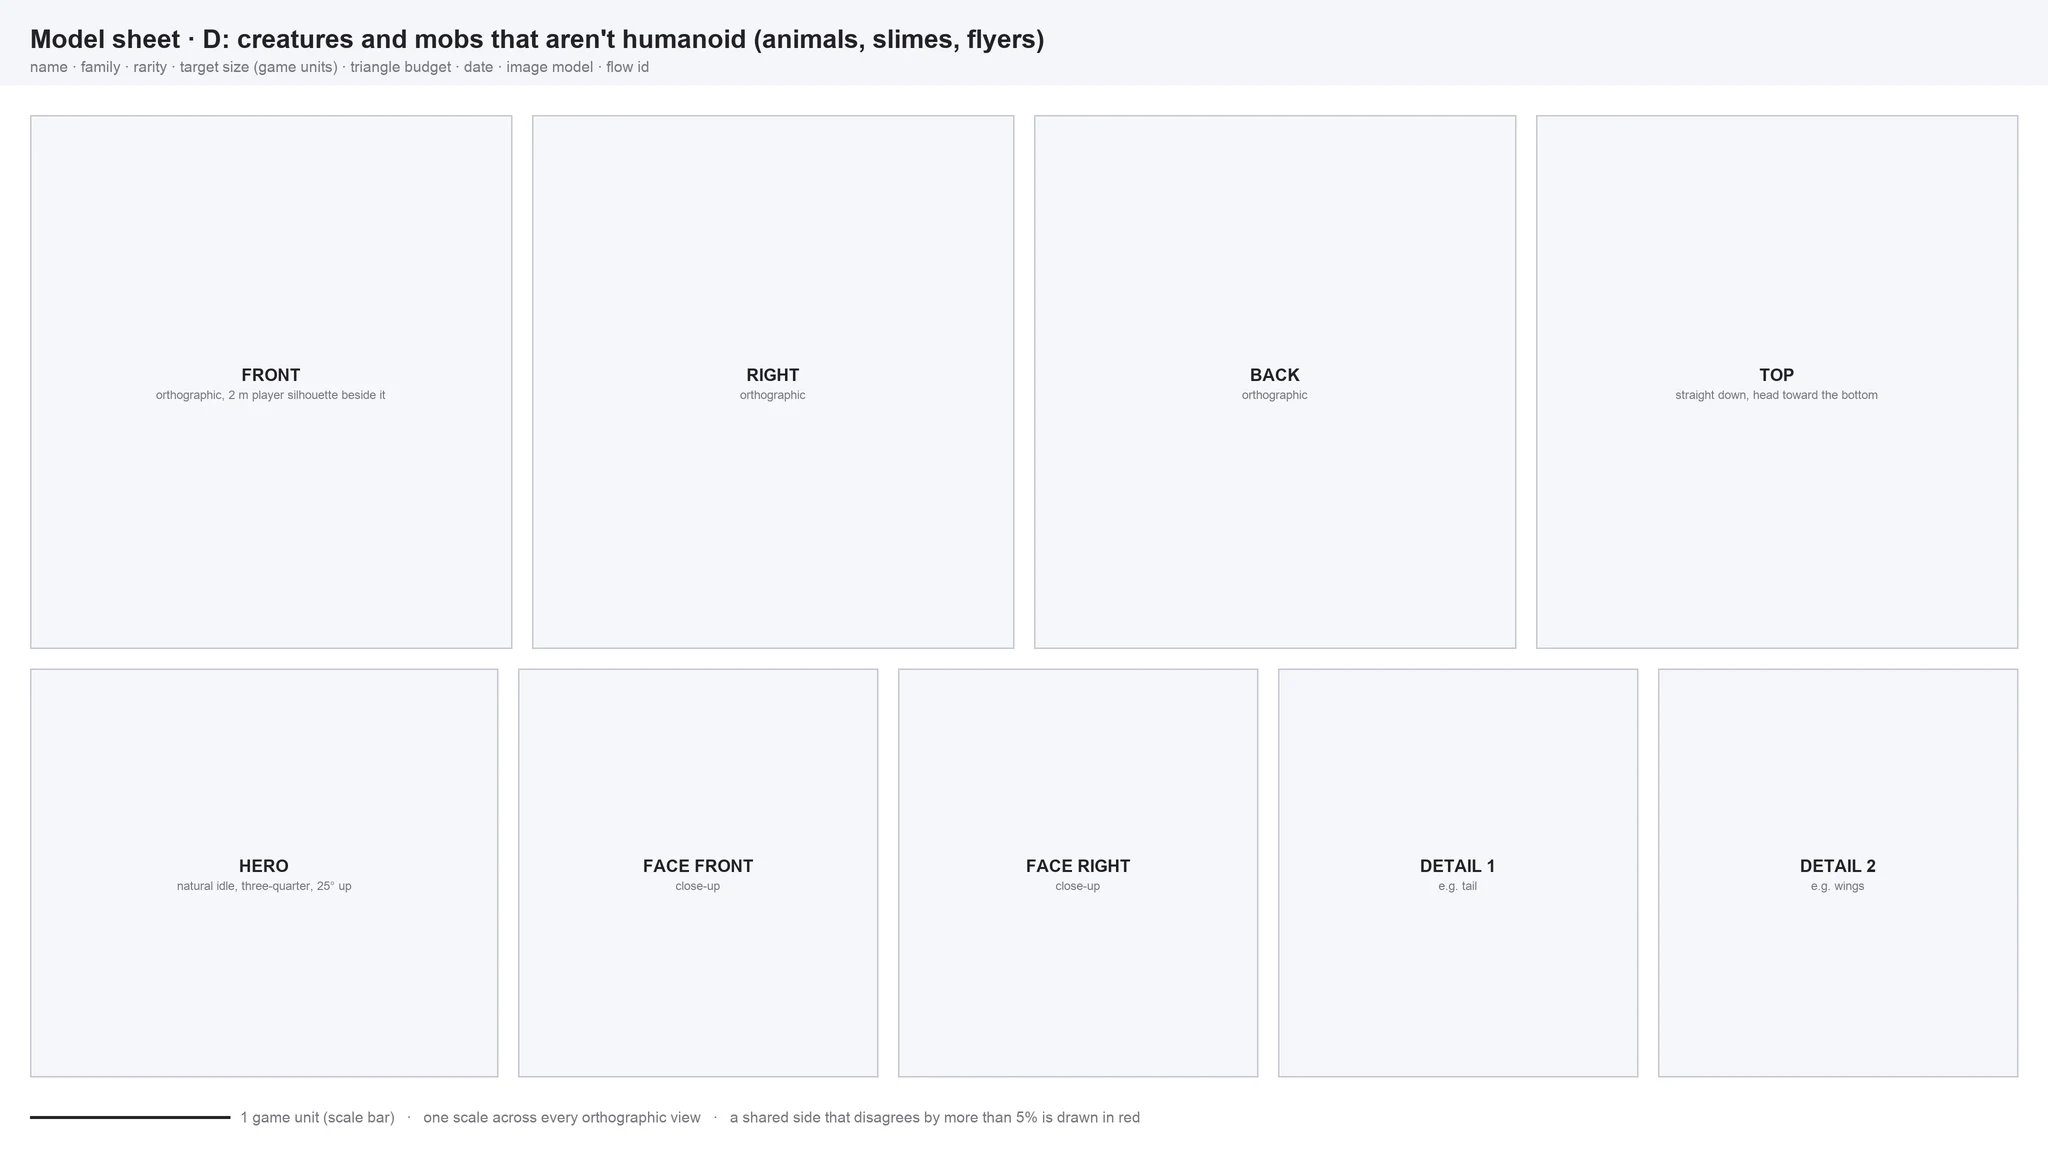 Model sheet · D: creatures and mobs that aren't humanoid (animals, slimes, flyers)
name · family · rarity · target size (game units) · triangle budget · date · image model · flow id
FRONT
orthographic, 2 m player silhouette beside it
RIGHT
orthographic
BACK
orthographic
TOP
straight down, head toward the bottom
HERO
natural idle, three-quarter, 25° up
FACE FRONT
close-up
FACE RIGHT
close-up
DETAIL 1
e.g. tail
DETAIL 2
e.g. wings
1 game unit (scale bar) · one scale across every orthographic view · a shared side that disagrees by more than 5% is drawn in red